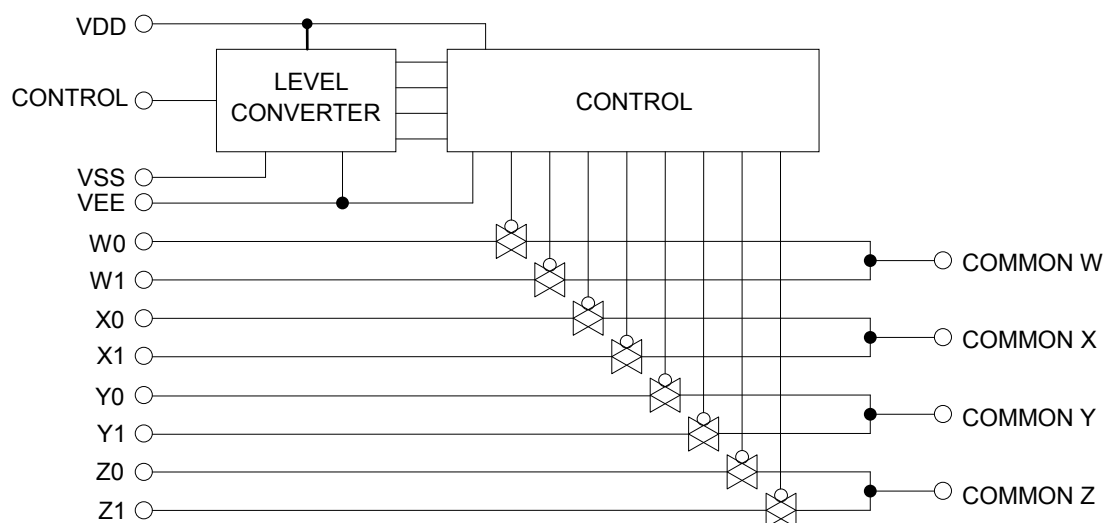 VDD
CONTROL
LEVEL
CONVERTER
CONTROL
VSS
VEE
W0
W1
COMMON W
X0
X1
COMMON X
Y0
Y1
COMMON Y
Z0
Z1
COMMON Z